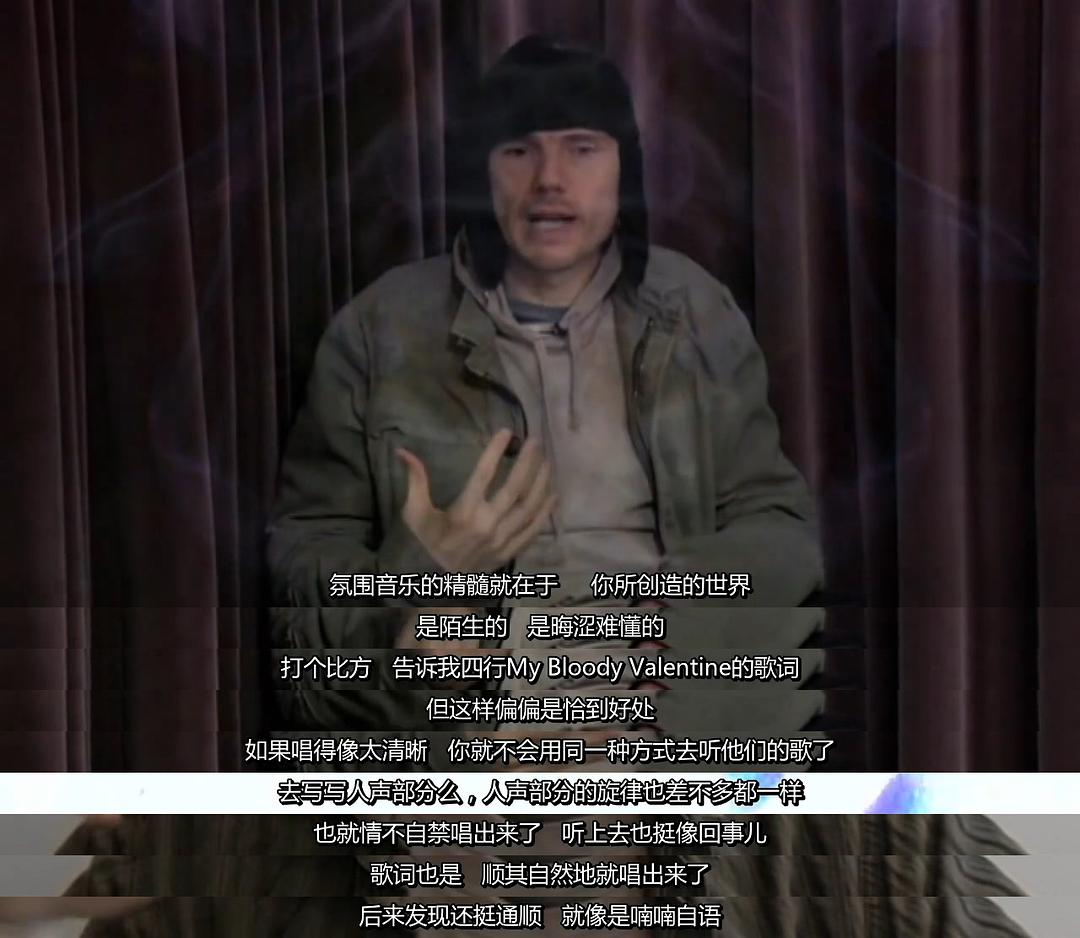 氛围音乐的精髓就在于 你所创造的世界
是陌生的 是晦涩难懂的
打个比方 告诉我四行My Bloody Valentine的歌词
但这样偏偏是恰到好处
如果唱得像太清晰 你就不会用同一种方式去听他们的歌了
去写写人声部分么，人声部分的旋律也差不多都一样
也就情不自禁唱出来了 听上去也挺像回事儿
歌词也是 顺其自然地就唱出来了
后来发现还挺通顺 就像是喃喃自语